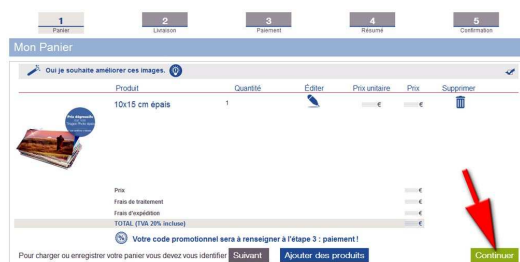 1 2 3 4 5
Panier Livraison Paiement Résumé Confirmation
Mon Panier
Oui je souhaite améliorer ces images.
Produit Quantité Éditer Prix unitaire Prix Supprimer
10x15 cm épais 1 € €
Prix dégressifs
Prix €
Frais de traitement €
Frais d'expédition €
TOTAL (TVA 20% incluse) €
% Votre code promotionnel sera à renseigner à l'étape 3 : paiement!
Pour charger ou enregistrer votre panier vous devez vous identifier Suivant Ajouter des produits Continuer